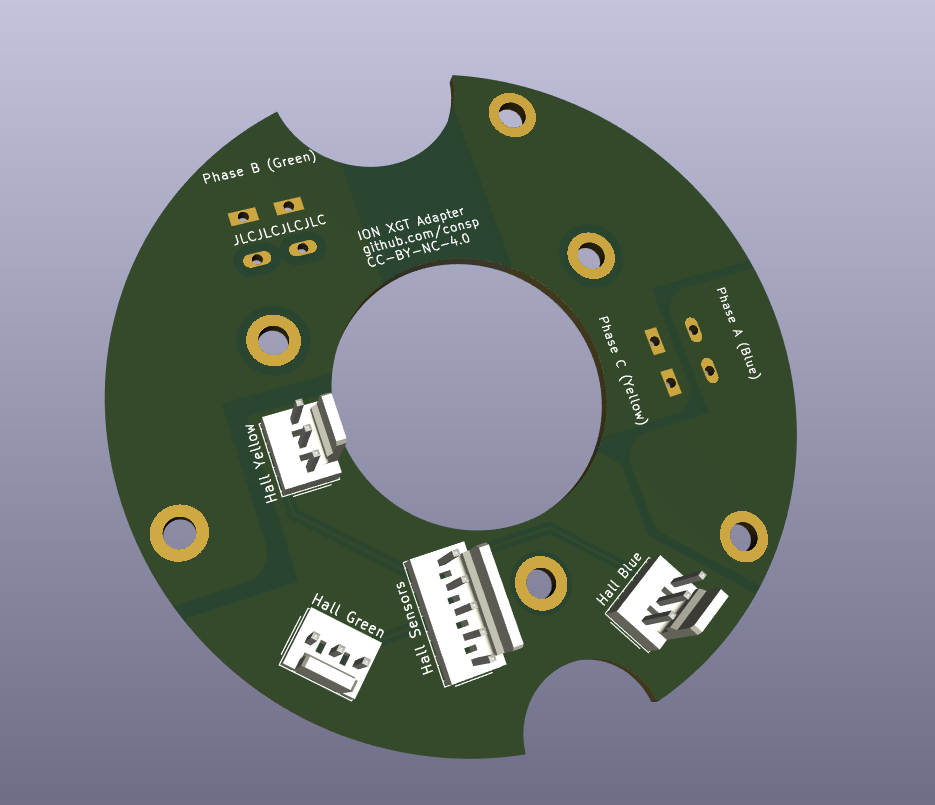 Phase B (Green)
JLCJLCJLCJLC
ION XGT Adapter
github.com/consp
CC-BY-NC-4.0
Phase A (Blue)
Phase C (Yellow)
Hall Yellow
Hall Sensors
Hall Green
Hall Blue